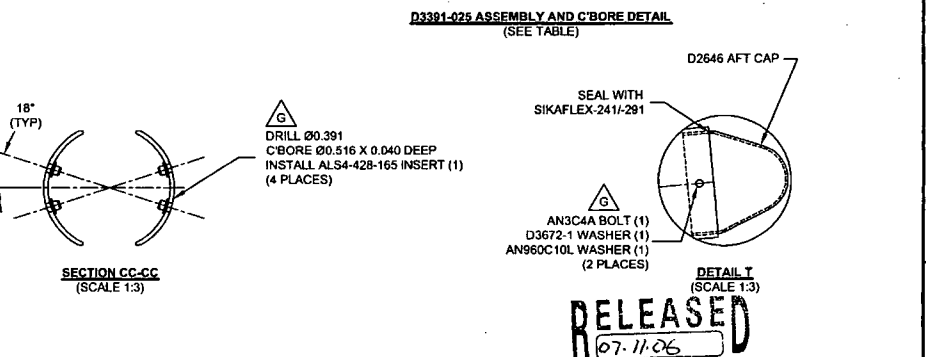 D3391-025 ASSEMBLY AND C'BORE DETAIL
(SEE TABLE)
18°
(TYP)
G
DRILL Ø0.391
C'BORE Ø0.516 X 0.040 DEEP
INSTALL ALS4-428-165 INSERT (1)
(4 PLACES)
SECTION CC-CC
(SCALE 1:3)
D2646 AFT CAP
SEAL WITH
SIKAFLEX-241/-291
G
AN3C4A BOLT (1)
D3672-1 WASHER (1)
AN960C10L WASHER (1)
(2 PLACES)
DETAIL T
(SCALE 1:3)
RELEASED
07.11.06